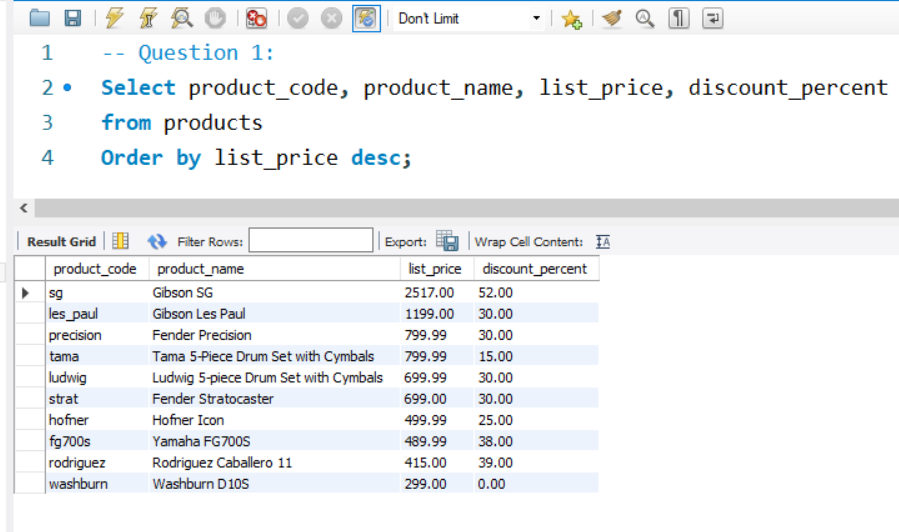 Don't Limit
1 -- Question 1:
2 Select product_code, product_name, list_price, discount_percent
3 from products
4 Order by list_price desc;
Result Grid Filter Rows: Export: Wrap Cell Content:
product_code product_name list_price discount_percent
sg Gibson SG 2517.00 52.00
les_paul Gibson Les Paul 1199.00 30.00
precision Fender Precision 799.99 30.00
tama Tama 5-Piece Drum Set with Cymbals 799.99 15.00
ludwig Ludwig 5-piece Drum Set with Cymbals 699.99 30.00
strat Fender Stratocaster 699.00 30.00
hofner Hofner Icon 499.99 25.00
fg700s Yamaha FG700S 489.99 38.00
rodriguez Rodriguez Caballero 11 415.00 39.00
washburn Washburn D10S 299.00 0.00